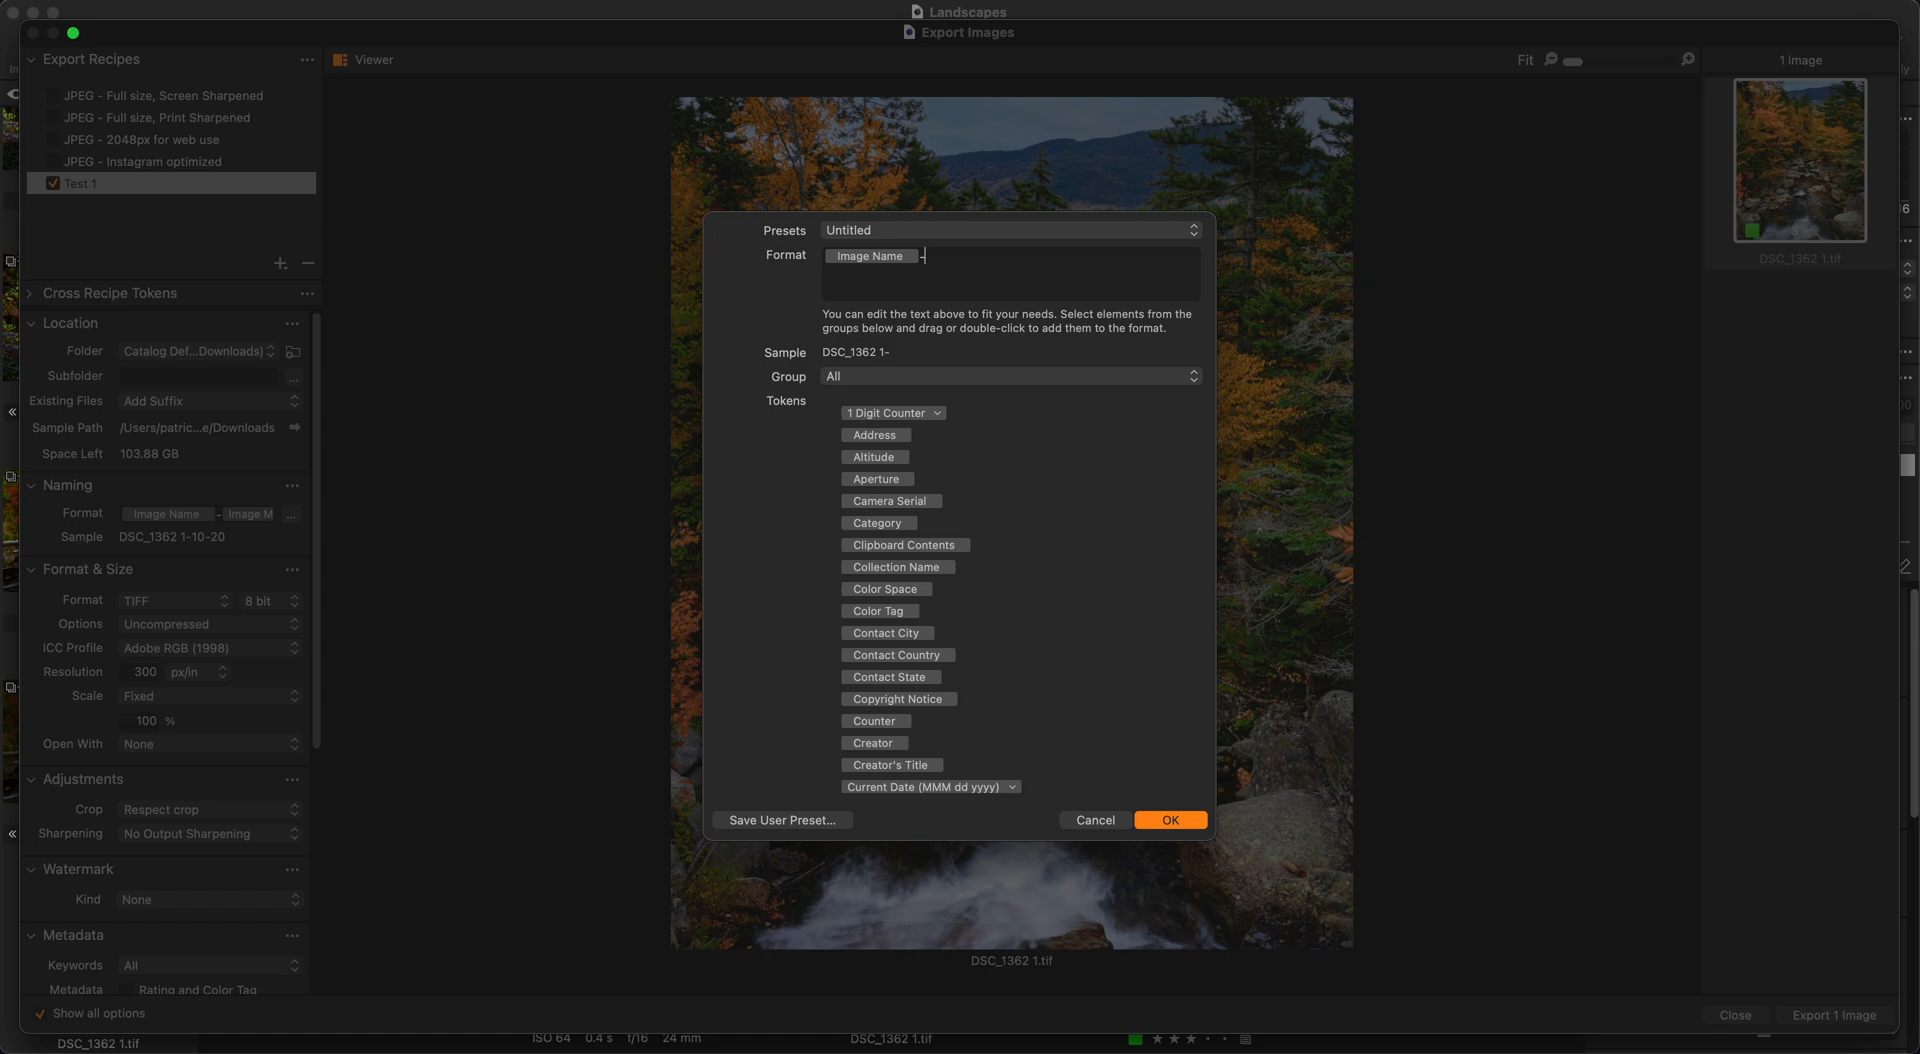 Landscapes
Export Images
Export Recipes
Viewer
Fit
1 image
JPEG - Full size, Screen Sharpened
JPEG - Full size, Print Sharpened
JPEG - 2048px for web use
JPEG - Instagram optimized
Test 1
DSC_1362 1.tif
Cross Recipe Tokens
Location
Folder Catalog Def...Downloads)
Subfolder ...
Existing Files Add Suffix
Sample Path /Users/patric...e/Downloads
Space Left 103.88 GB
Naming
Format Image Name - Image M ...
Sample DSC_1362 1-10-20
Format & Size
Format TIFF 8 bit
Options Uncompressed
ICC Profile Adobe RGB (1998)
Resolution 300 px/in
Scale Fixed
100 %
Open With None
Adjustments
Crop Respect crop
Sharpening No Output Sharpening
Watermark
Kind None
Metadata
Keywords All
Metadata Rating and Color Tag
Show all options
Presets Untitled
Format Image Name -
You can edit the text above to fit your needs. Select elements from the
groups below and drag or double-click to add them to the format.
Sample DSC_1362 1-
Group All
Tokens
1 Digit Counter
Address
Altitude
Aperture
Camera Serial
Category
Clipboard Contents
Collection Name
Color Space
Color Tag
Contact City
Contact Country
Contact State
Copyright Notice
Counter
Creator
Creator's Title
Current Date (MMM dd yyyy)
Save User Preset... Cancel OK
DSC_1362 1.tif
Close Export 1 Image
DSC_1362 1.tif
ISO 64 0.4 s f/16 24 mm
DSC_1362 1.tif